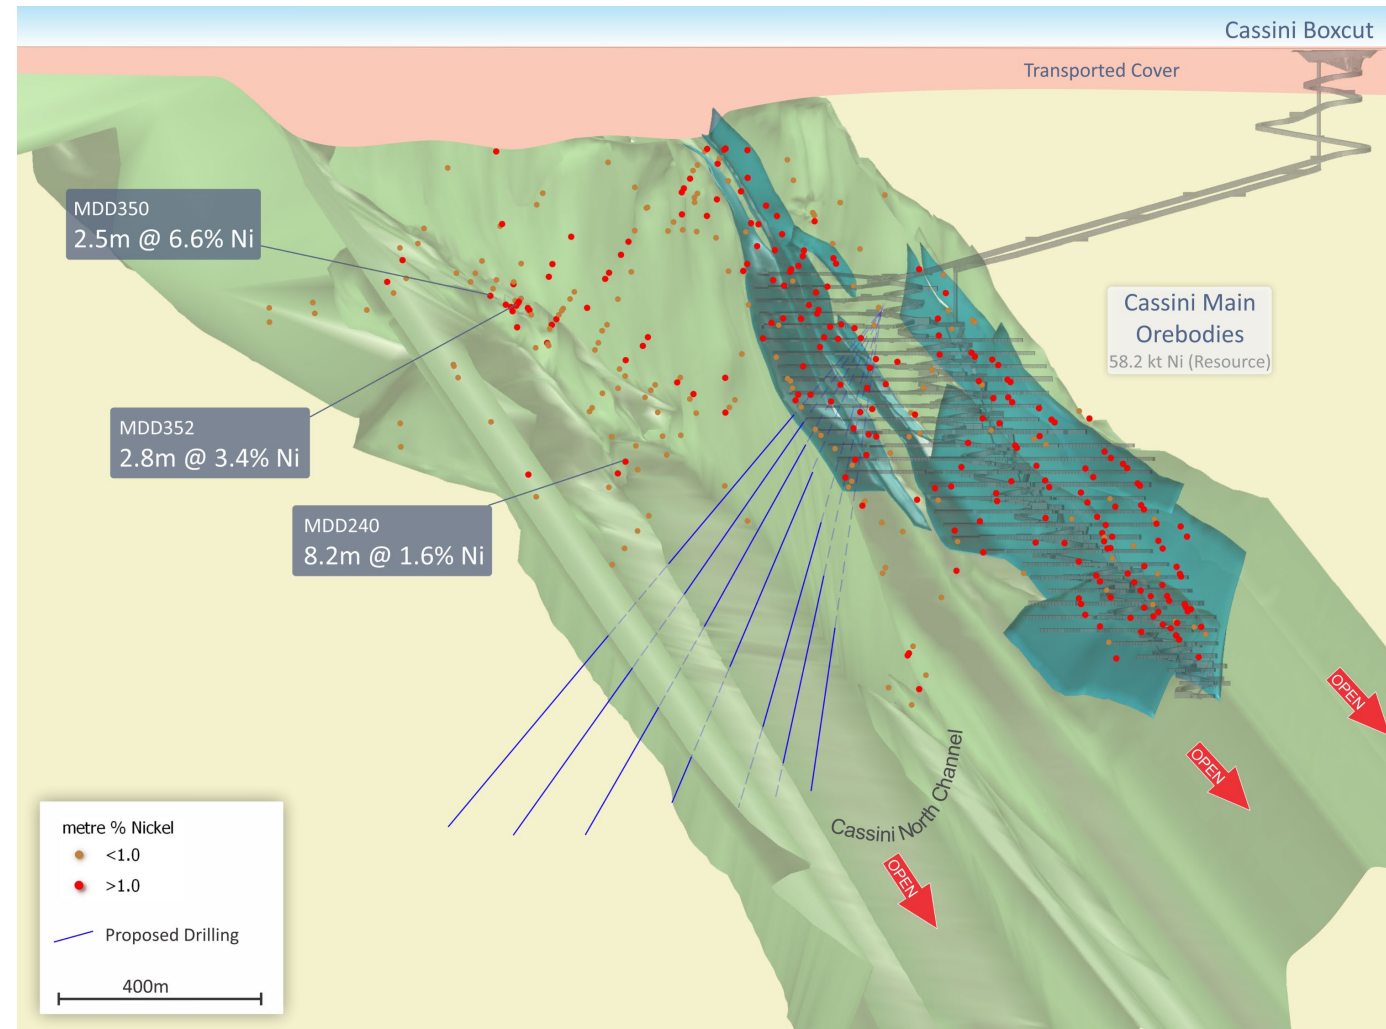 Cassini Boxcut
Transported Cover
MDD350
2.5m @ 6.6% Ni
Cassini Main
Orebodies
58.2 kt Ni (Resource)
MDD352
2.8m @ 3.4% Ni
MDD240
8.2m @ 1.6% Ni
OPEN
OPEN
Cassini North Channel
OPEN
metre % Nickel
<1.0
>1.0
Proposed Drilling
400m